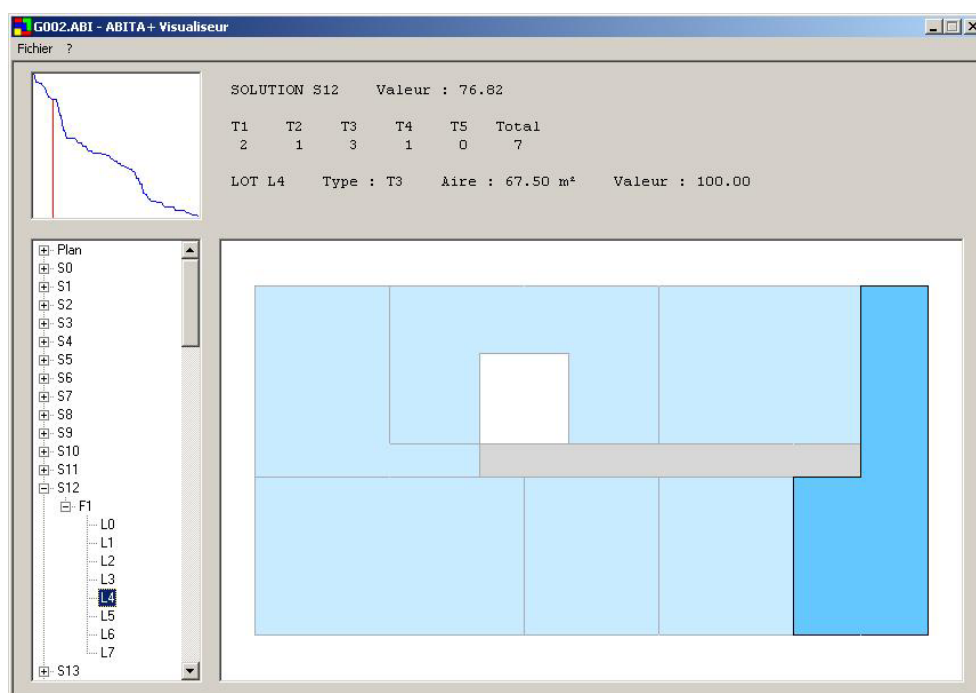 G002.ABI - ABITA+ Visualiseur
Fichier ?
SOLUTION S12 Valeur : 76.82
T1 T2 T3 T4 T5 Total
2 1 3 1 0 7
LOT L4 Type : T3 Aire : 67.50 m² Valeur : 100.00
Plan
S0
S1
S2
S3
S4
S5
S6
S7
S8
S9
S10
S11
S12
F1
L0
L1
L2
L3
L4
L5
L6
L7
S13